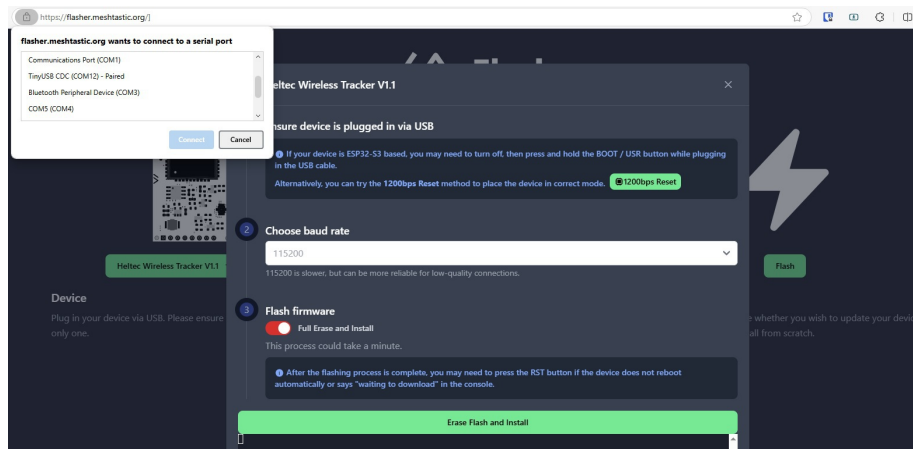 https://flasher.meshtastic.org/]
flasher.meshtastic.org wants to connect to a serial port
Communications Port (COM1)
TinyUSB CDC (COM12) - Paired
Bluetooth Peripheral Device (COM3)
COM5 (COM4)
Connect
Cancel
Heltec Wireless Tracker V1.1
Ensure device is plugged in via USB
If your device is ESP32-S3 based, you may need to turn off, then press and hold the BOOT / USR button while plugging
in the USB cable.
Alternatively, you can try the 1200bps Reset method to place the device in correct mode.
1200bps Reset
2
Choose baud rate
115200
115200 is slower, but can be more reliable for low-quality connections.
3
Flash firmware
Full Erase and Install
This process could take a minute.
After the flashing process is complete, you may need to press the RST button if the device does not reboot
automatically or says "waiting to download" in the console.
Erase Flash and Install
Heltec Wireless Tracker V1.1
Device
Plug in your device via USB. Please ensure
only one.
Flash
whether you wish to update your
all from scratch.